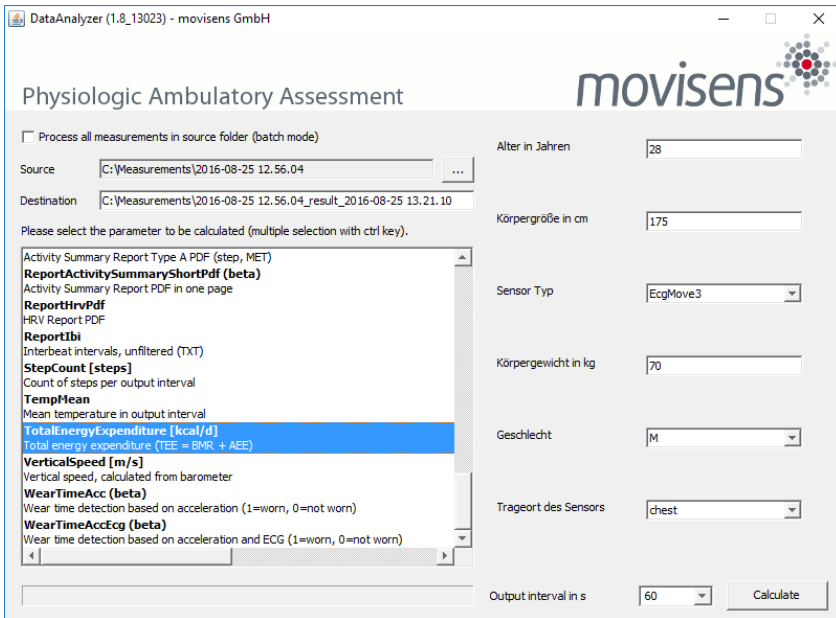 DataAnalyzer (1.8_13023) - movisens GmbH
movisens
Physiologic Ambulatory Assessment
Process all measurements in source folder (batch mode)
Source
C:\Measurements\2016-08-25 12.56.04
...
Destination
C:\Measurements\2016-08-25 12.56.04_result_2016-08-25 13.21.10
Please select the parameter to be calculated (multiple selection with ctrl key).
Activity Summary Report Type A PDF (step, MET)
ReportActivitySummaryShortPdf (beta)
Activity Summary Report PDF in one page
ReportHrvPdf
HRV Report PDF
ReportIbi
Interbeat intervals, unfiltered (TXT)
StepCount [steps]
Count of steps per output interval
TempMean
Mean temperature in output interval
TotalEnergyExpenditure [kcal/d]
Total energy expenditure (TEE = BMR + AEE)
VerticalSpeed [m/s]
Vertical speed, calculated from barometer
WearTimeAcc (beta)
Wear time detection based on acceleration (1=worn, 0=not worn)
WearTimeAccEcg (beta)
Wear time detection based on acceleration and ECG (1=worn, 0=not worn)
Alter in Jahren
28
Körpergröße in cm
175
Sensor Typ
EcgMove3
Körpergewicht in kg
70
Geschlecht
M
Trageort des Sensors
chest
Output interval in s
60
Calculate